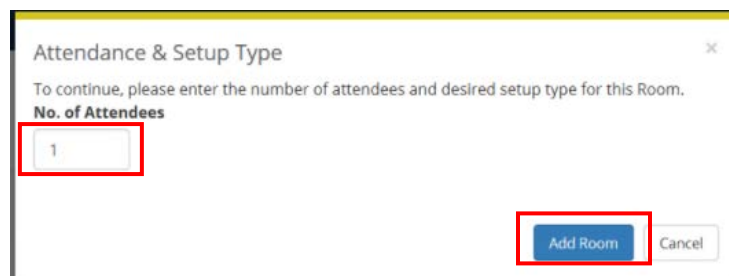 Attendance & Setup Type
×
To continue, please enter the number of attendees and desired setup type for this Room.
No. of Attendees
1
Add Room
Cancel